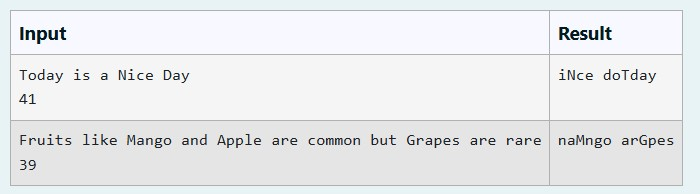 Input Result
Today is a Nice Day iNce doTday
41
Fruits like Mango and Apple are common but Grapes are rare naMngo arGpes
39